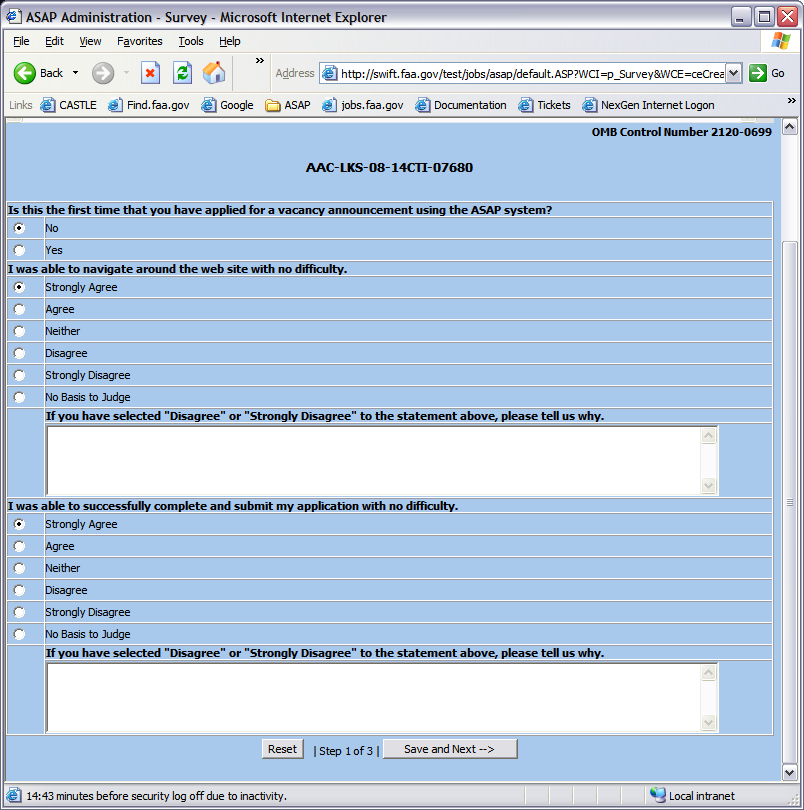 ASAP Administration - Survey - Microsoft Internet Explorer
File Edit View Favorites Tools Help
Back » Address http://swift.faa.gov/test/jobs/asap/default.ASP?WCI=p_Survey&WCE=ceCrea Go
Links CASTLE Find.faa.gov Google ASAP jobs.faa.gov Documentation Tickets NexGen Internet Logon »
OMB Control Number 2120-0699
AAC-LKS-08-14CTI-07680
Is this the first time that you have applied for a vacancy announcement using the ASAP system?
No
Yes
I was able to navigate around the web site with no difficulty.
Strongly Agree
Agree
Neither
Disagree
Strongly Disagree
No Basis to Judge
If you have selected "Disagree" or "Strongly Disagree" to the statement above, please tell us why.
I was able to successfully complete and submit my application with no difficulty.
Strongly Agree
Agree
Neither
Disagree
Strongly Disagree
No Basis to Judge
If you have selected "Disagree" or "Strongly Disagree" to the statement above, please tell us why.
Reset | Step 1 of 3 | Save and Next -->
14:43 minutes before security log off due to inactivity. Local intranet